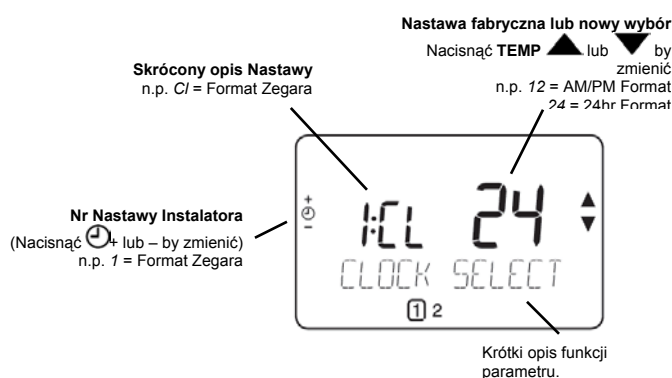 Nastawa fabryczna lub nowy wybór
Nacisnąć TEMP ▲ lub ▼ by
zmienić
n.p. 12 = AM/PM Format
24 = 24hr Format
Skrócony opis Nastawy
n.p. Cl = Format Zegara
Nr Nastawy Instalatora
(Nacisnąć + lub – by zmienić)
n.p. 1 = Format Zegara
+
-
1:CL 24
CLOCK SELECT
1 2
Krótki opis funkcji
parametru.